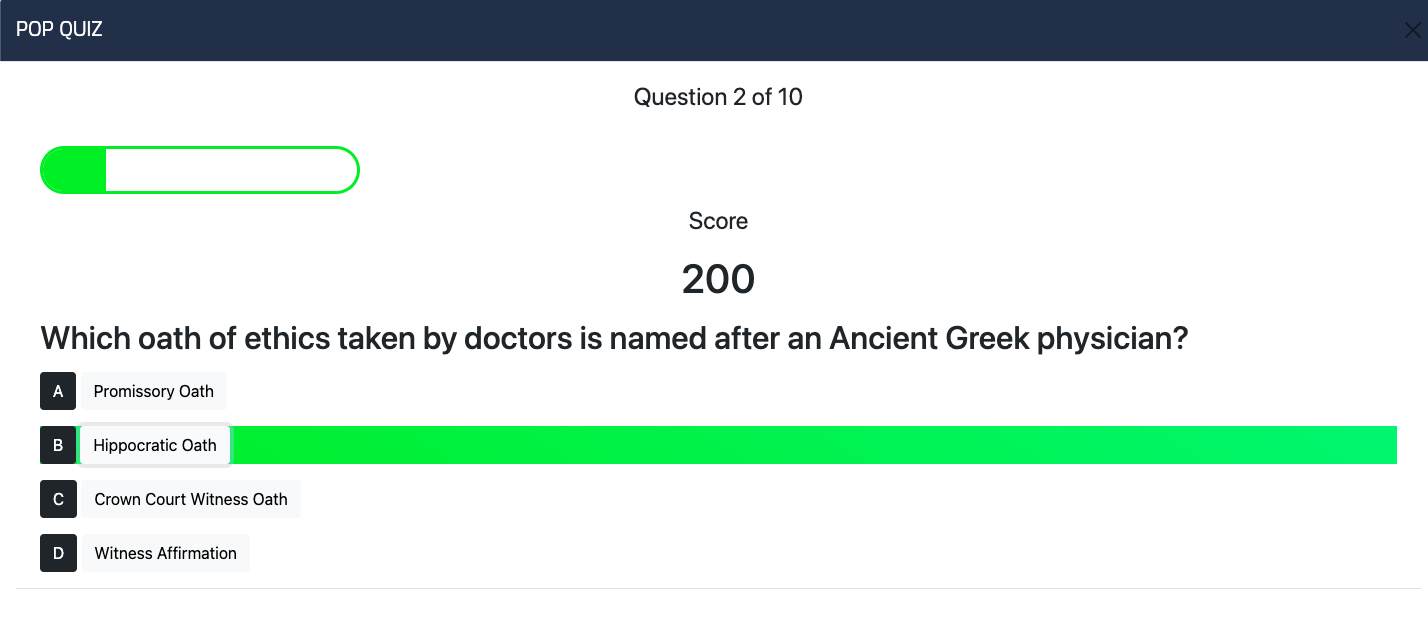 POP QUIZ
Question 2 of 10
Score
200
Which oath of ethics taken by doctors is named after an Ancient Greek physician?
A Promissory Oath
B Hippocratic Oath
C Crown Court Witness Oath
D Witness Affirmation